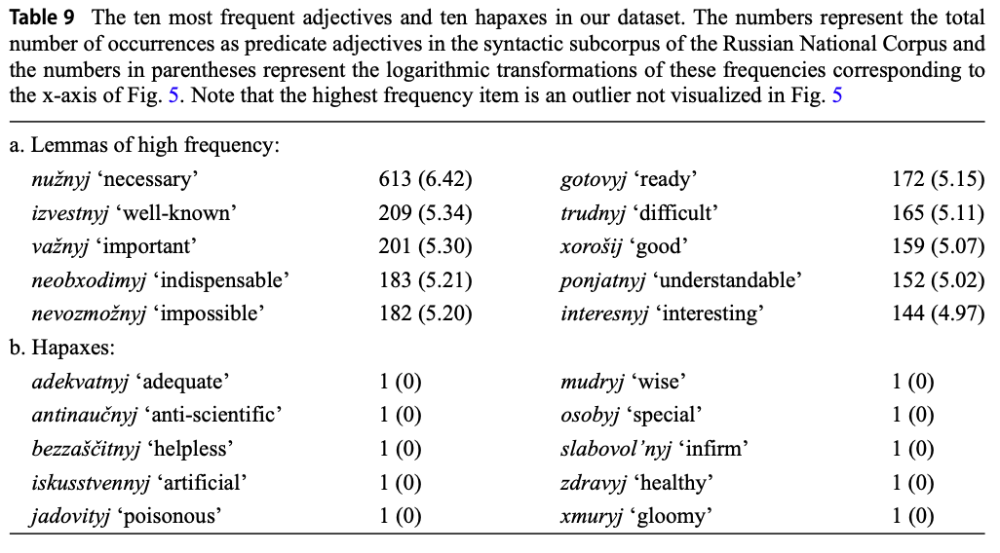 Table 9 The ten most frequent adjectives and ten hapaxes in our dataset. The numbers represent the total
number of occurrences as predicate adjectives in the syntactic subcorpus of the Russian National Corpus and
the numbers in parentheses represent the logarithmic transformations of these frequencies corresponding to
the x-axis of Fig. 5. Note that the highest frequency item is an outlier not visualized in Fig. 5
a. Lemmas of high frequency:
nužnyj ‘necessary’ 613 (6.42) gotovyj ‘ready’ 172 (5.15)
izvestnyj ‘well-known’ 209 (5.34) trudnyj ‘difficult’ 165 (5.11)
važnyj ‘important’ 201 (5.30) xorošij ‘good’ 159 (5.07)
neobxodimyj ‘indispensable’ 183 (5.21) ponjatnyj ‘understandable’ 152 (5.02)
nevozmožnyj ‘impossible’ 182 (5.20) interesnyj ‘interesting’ 144 (4.97)
b. Hapaxes:
adekvatnyj ‘adequate’ 1 (0) mudryj ‘wise’ 1 (0)
antinaučnyj ‘anti-scientific’ 1 (0) osobyj ‘special’ 1 (0)
bezzaščitnyj ‘helpless’ 1 (0) slabovol’nyj ‘infirm’ 1 (0)
iskusstvennyj ‘artificial’ 1 (0) zdravyj ‘healthy’ 1 (0)
jadovityj ‘poisonous’ 1 (0) xmuryj ‘gloomy’ 1 (0)